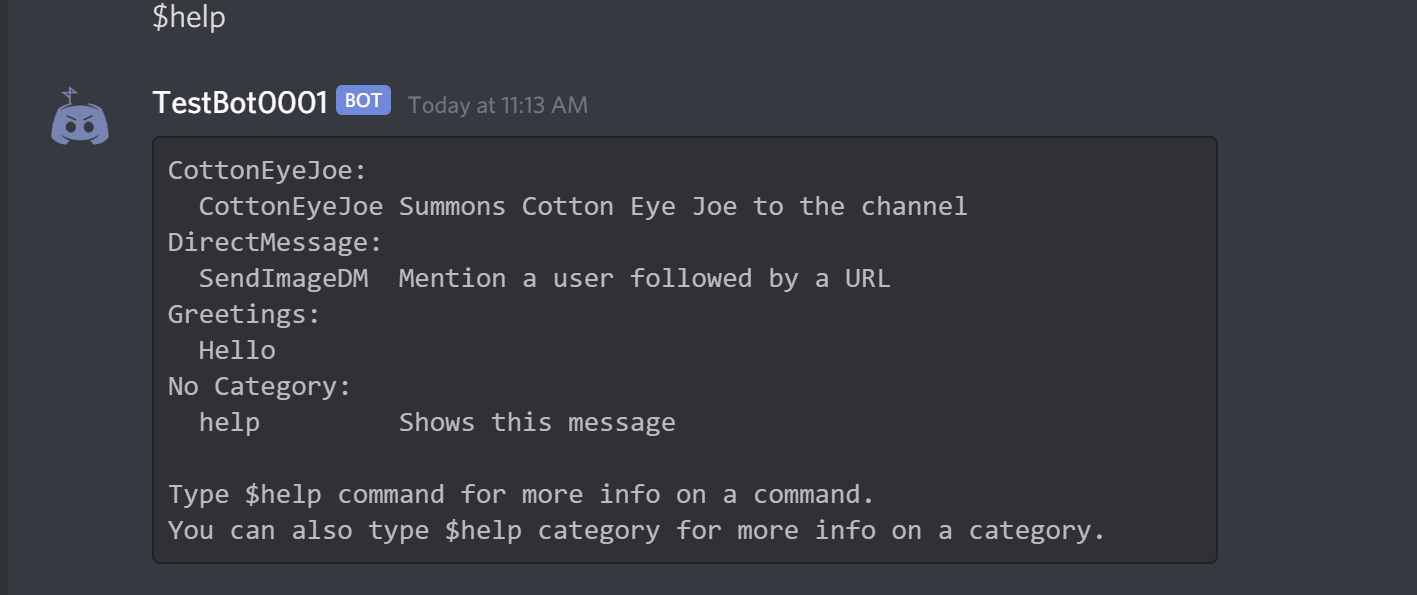 $help
TestBot0001 BOT Today at 11:13 AM
CottonEyeJoe:
  CottonEyeJoe Summons Cotton Eye Joe to the channel
DirectMessage:
  SendImageDM  Mention a user followed by a URL
Greetings:
  Hello
No Category:
  help         Shows this message

Type $help command for more info on a command.
You can also type $help category for more info on a category.